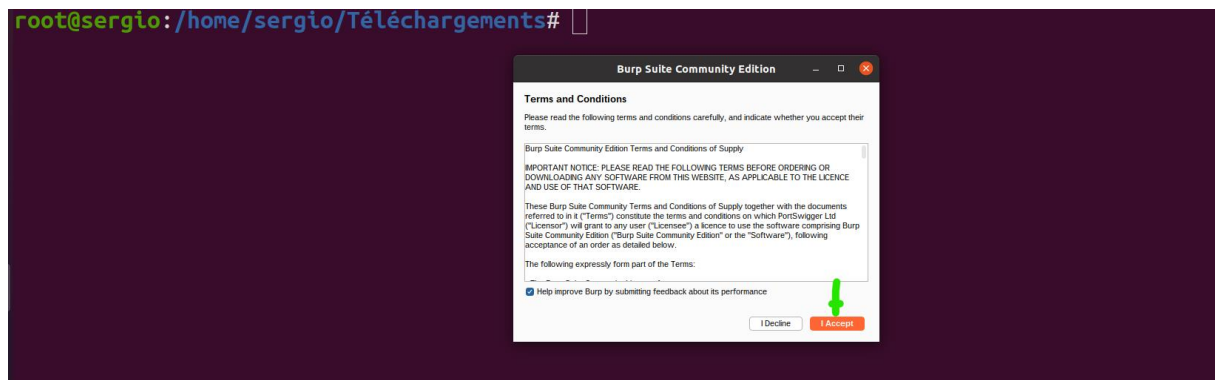 root@sergio:/home/sergio/Téléchargements#
Burp Suite Community Edition
Terms and Conditions
Please read the following terms and conditions carefully, and indicate whether you accept their
terms.
Burp Suite Community Edition Terms and Conditions of Supply
IMPORTANT NOTICE: PLEASE READ THE FOLLOWING TERMS BEFORE ORDERING OR
DOWNLOADING ANY SOFTWARE FROM THIS WEBSITE, AS APPLICABLE TO THE LICENCE
AND USE OF THAT SOFTWARE.
These Burp Suite Community Terms and Conditions of Supply together with the documents
referred to in it ("Terms") constitute the terms and conditions on which PortSwigger Ltd
("Licensor") will grant to any user ("Licensee") a licence to use the software comprising Burp
Suite Community Edition ("Burp Suite Community Edition" or the "Software"), following
acceptance of an order as detailed below.
The following expressly form part of the Terms:
Help improve Burp by submitting feedback about its performance
I Decline
I Accept